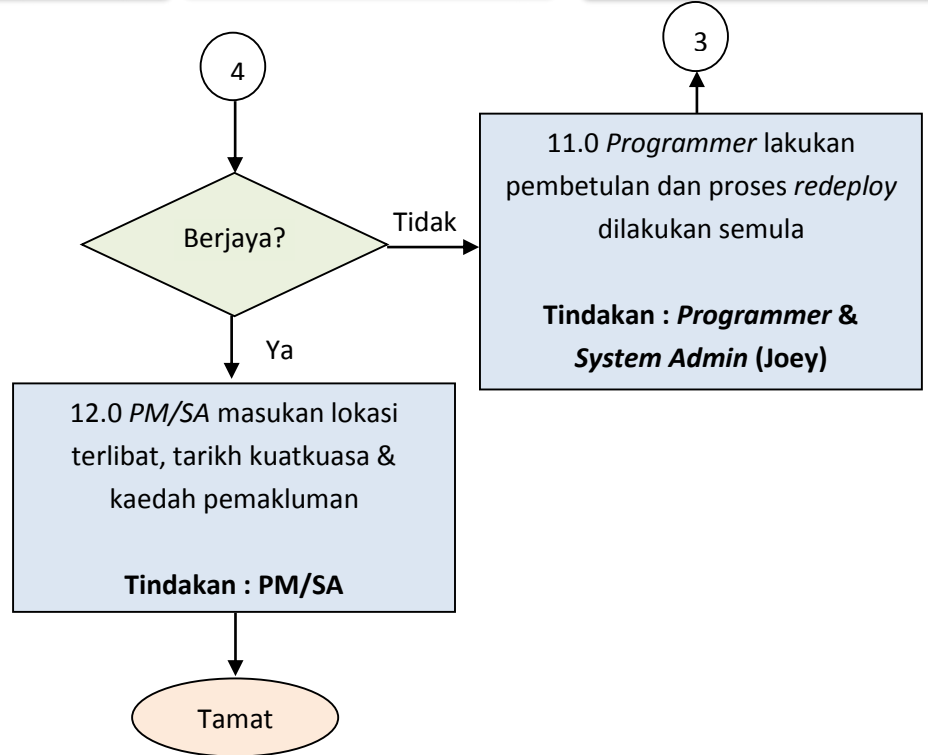 4
3
Berjaya?
Tidak
11.0 Programmer lakukan
pembetulan dan proses redeploy
dilakukan semula
Tindakan : Programmer &
System Admin (Joey)
Ya
12.0 PM/SA masukan lokasi
terlibat, tarikh kuatkuasa &
kaedah pemakluman
Tindakan : PM/SA
Tamat